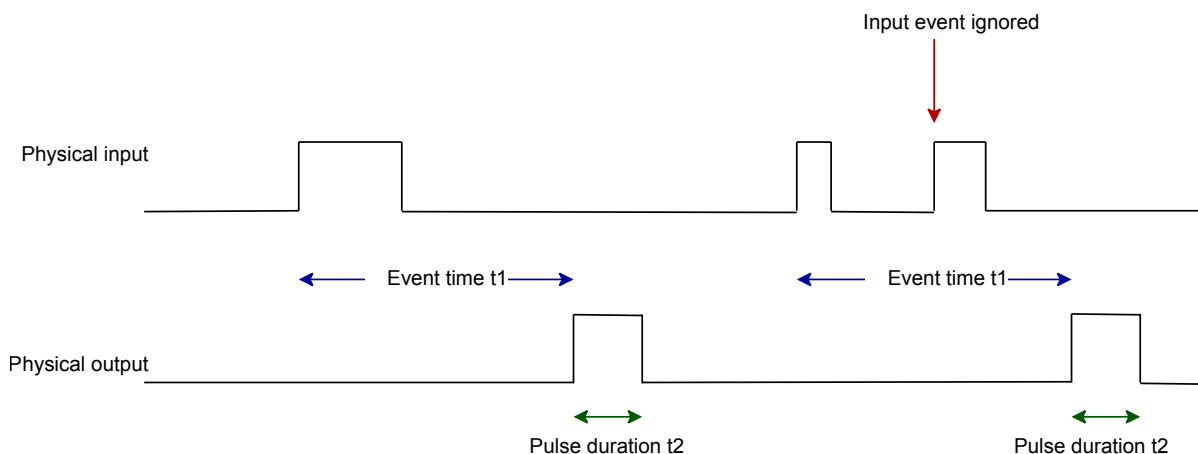 Input event ignored
Physical input
Event time t1
Event time t1
Physical output
Pulse duration t2
Pulse duration t2